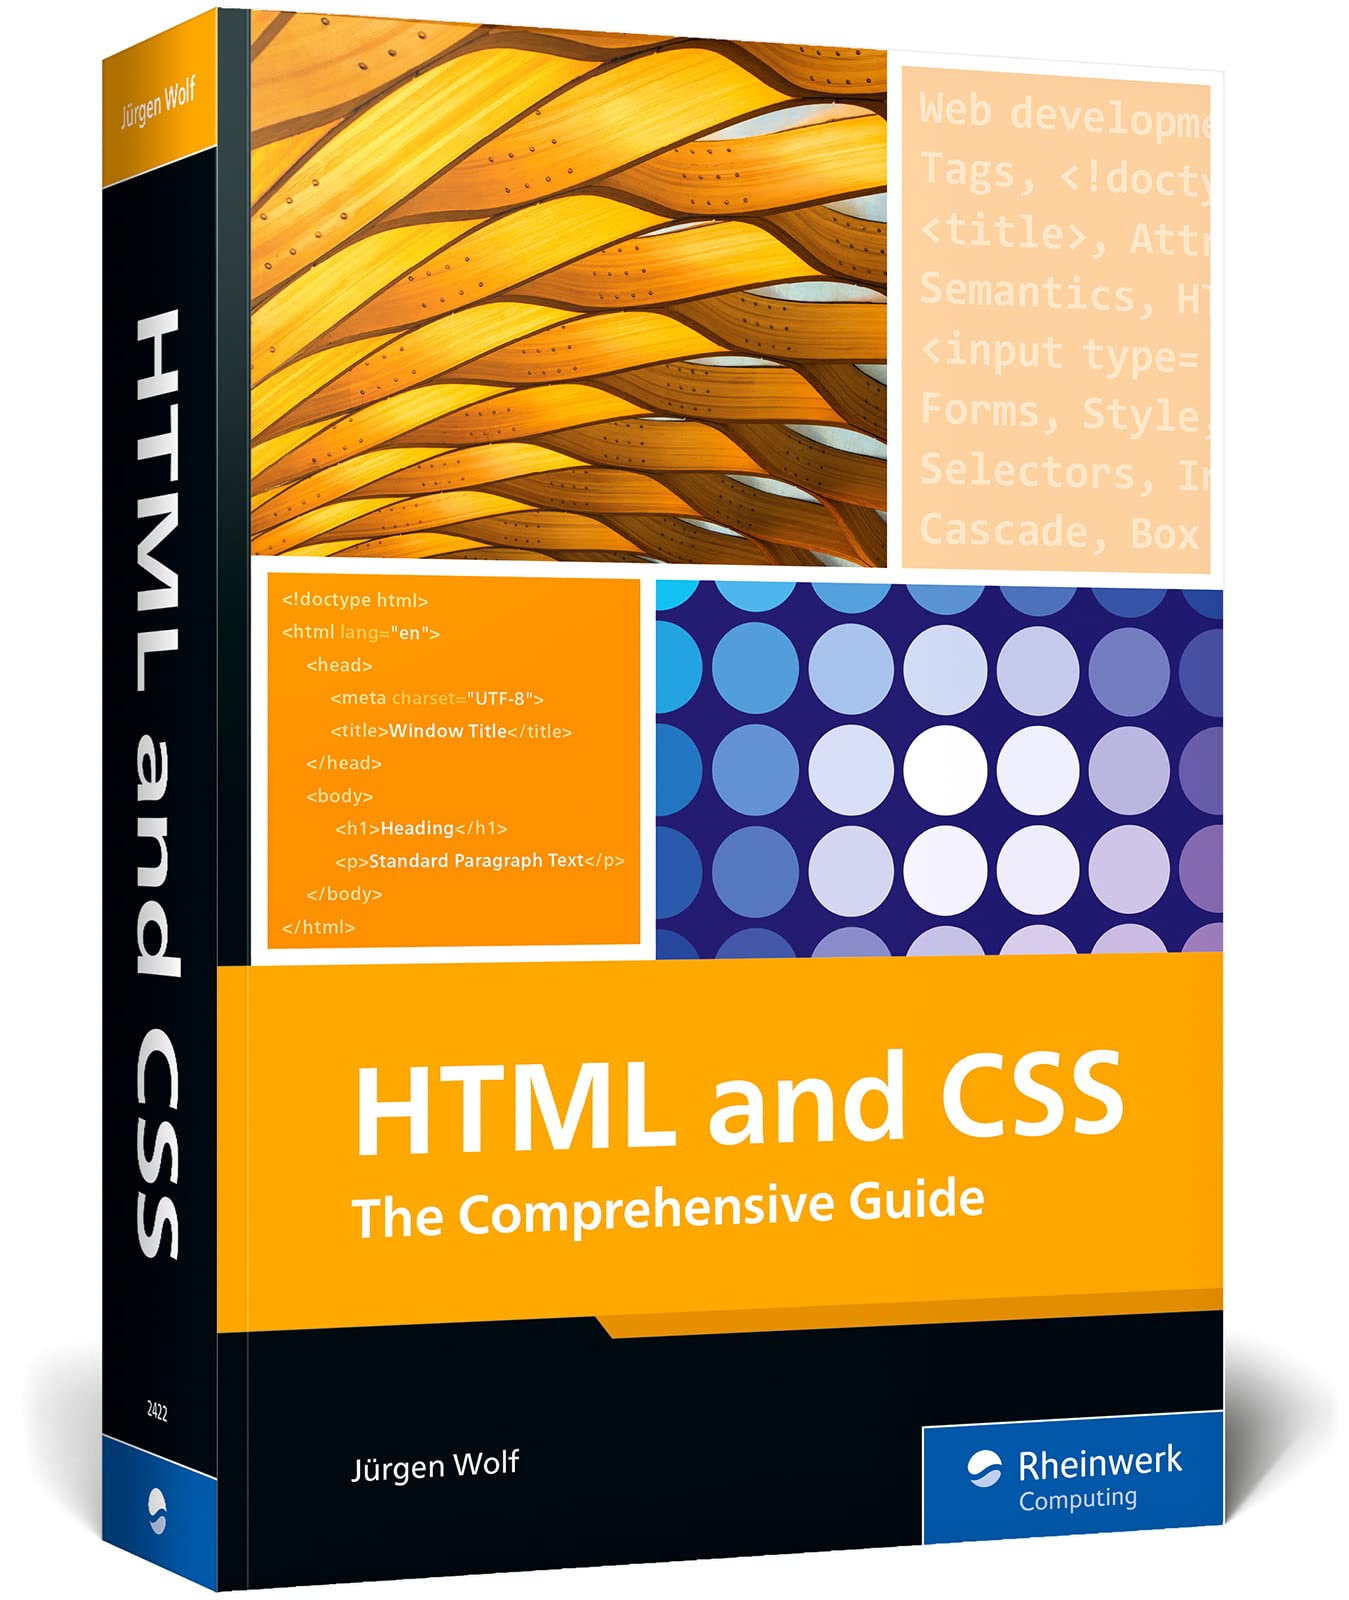 Jürgen Wolf
HTML and CSS
2422
Web developme
Tags, <!docty
<title>, Attr
Semantics, HT
<input type=
Forms, Style,
Selectors, In
Cascade, Box
<!doctype html>
<html lang="en">
<head>
<meta charset="UTF-8">
<title>Window Title</title>
</head>
<body>
<h1>Heading</h1>
<p>Standard Paragraph Text</p>
</body>
</html>
HTML and CSS
The Comprehensive Guide
Jürgen Wolf
Rheinwerk
Computing